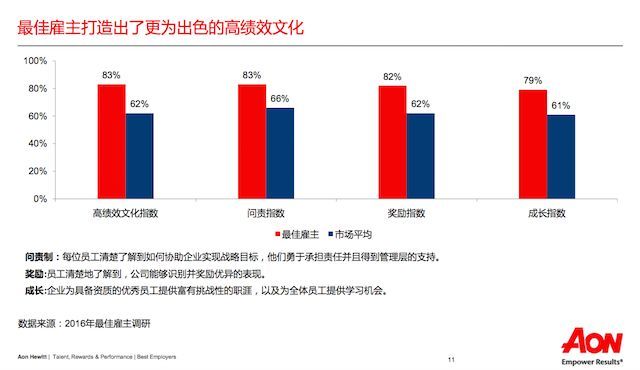 最佳雇主打造出了更为出色的高绩效文化
100%
80%
60%
40%
20%
0%
83%
62%
83%
66%
82%
62%
79%
61%
高绩效文化指数
问责指数
奖励指数
成长指数
最佳雇主 市场平均
问责制：每位员工清楚了解到如何协助企业实现战略目标，他们勇于承担责任并且得到管理层的支持。
奖励:员工清楚地了解到，公司能够识别并奖励优异的表现。
成长:企业为具备资质的优秀员工提供富有挑战性的职涯，以及为全体员工提供学习机会。
数据来源：2016年最佳雇主调研
Aon Hewitt | Talent, Rewards & Performance | Best Employers
11
AON
Empower Results®